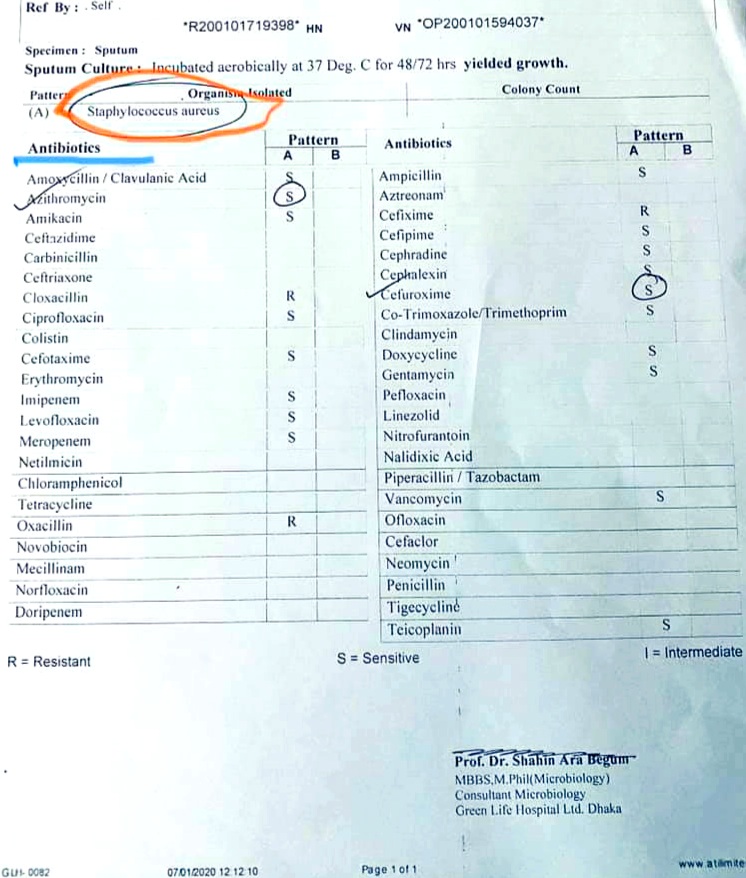 Ref By : . Self .
*R200101719398* HN VN *OP200101594037*
Specimen : Sputum
Sputum Culture : Incubated aerobically at 37 Deg. C for 48/72 hrs yielded growth.
Pattern Organism Isolated Colony Count
(A) Staphylococcus aureus
Antibiotics Pattern Antibiotics Pattern
A B A B
Amoxycillin / Clavulanic Acid S Ampicillin S
Azithromycin S Aztreonam
Amikacin S Cefixime R
Ceftazidime Cefipime : S
Carbinicillin Cephradine S
Ceftriaxone Cephalexin S
Cloxacillin R Cefuroxime S
Ciprofloxacin S Co-Trimoxazole/Trimethoprim S
Colistin Clindamycin
Cefotaxime S Doxycycline S
Erythromycin Gentamycin S
Imipenem S Pefloxacin
Levofloxacin S Linezolid
Meropenem S Nitrofurantoin
Netilmicin Nalidixic Acid
Chloramphenicol Piperacillin / Tazobactam
Tetracycline Vancomycin S
Oxacillin R Ofloxacin
Novobiocin Cefaclor
Mecillinam Neomycin
Norfloxacin Penicillin
Doripenem Tigecycline
Teicoplanin S
R = Resistant S = Sensitive I = Intermediate
Prof. Dr. Shahin Ara Begum
MBBS,M.Phil(Microbiology)
Consultant Microbiology
Green Life Hospital Ltd. Dhaka
0082 07/01/2020 12:12:10 Page 1 of 1 www.atilimite